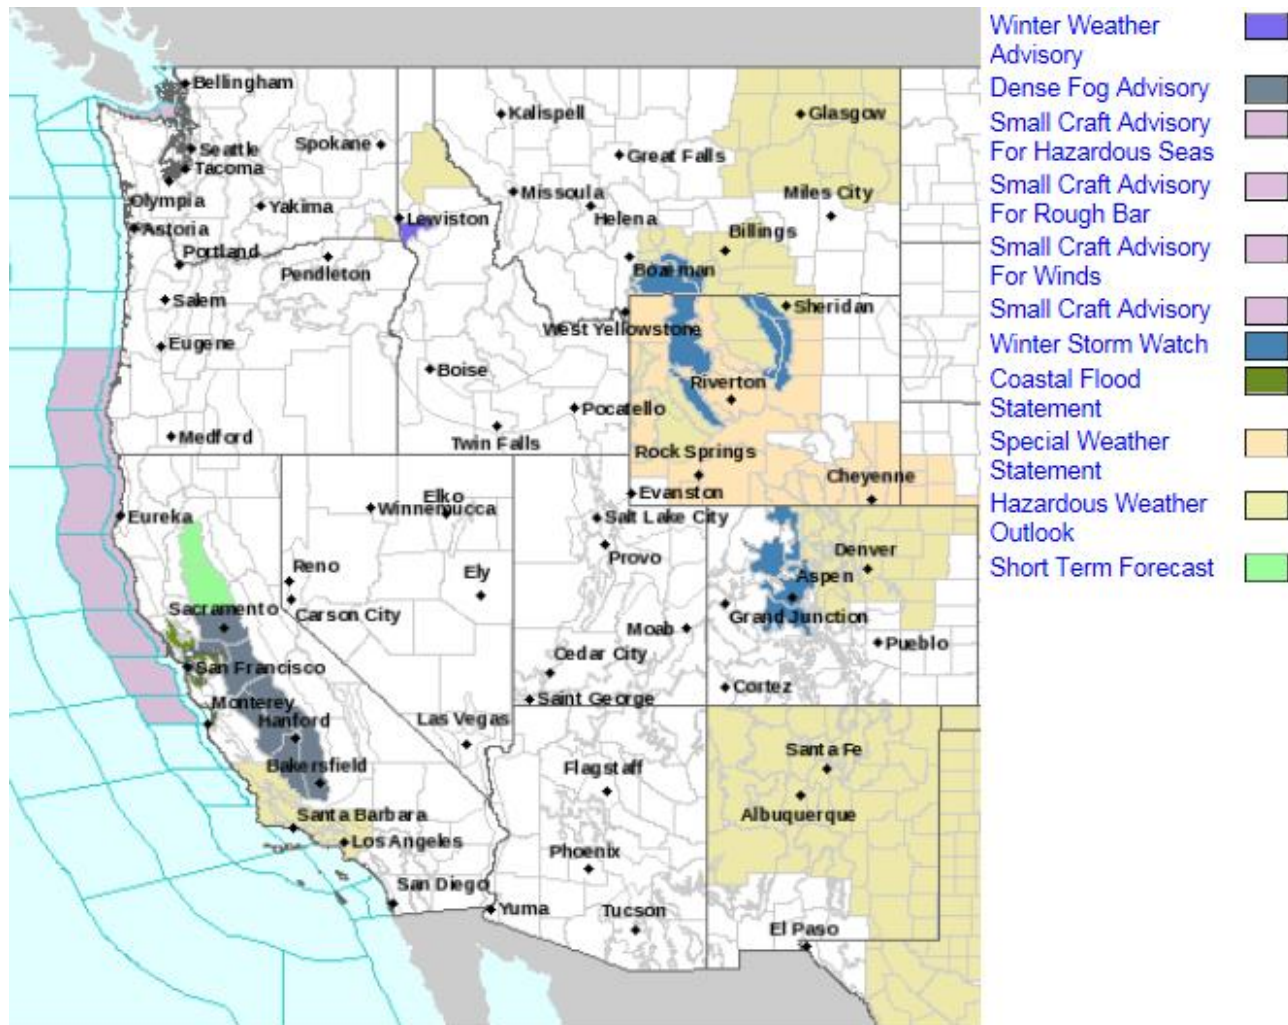 Bellingham
Kalispell
Glasgow
Seattle
Spokane
Great Falls
Tacoma
Olympia
Yakima
Lewiston
Missoula
Helena
Miles City
Astoria
Portland
Pendleton
Billings
Bozeman
Salem
West Yellowstone
Sheridan
Eugene
Boise
Riverton
Pocatello
Medford
Twin Falls
Rock Springs
Cheyenne
Evanston
Eureka
Winnemucca
Elko
Salt Lake City
Provo
Denver
Reno
Ely
Aspen
Sacramento
Carson City
Grand Junction
Moab
Pueblo
San Francisco
Cedar City
Monterey
Saint George
Cortez
Hanford
Las Vegas
Bakersfield
Flagstaff
Santa Fe
Santa Barbara
Albuquerque
Los Angeles
Phoenix
San Diego
Yuma
Tucson
El Paso
Winter Weather
Advisory
Dense Fog Advisory
Small Craft Advisory
For Hazardous Seas
Small Craft Advisory
For Rough Bar
Small Craft Advisory
For Winds
Small Craft Advisory
Winter Storm Watch
Coastal Flood
Statement
Special Weather
Statement
Hazardous Weather
Outlook
Short Term Forecast